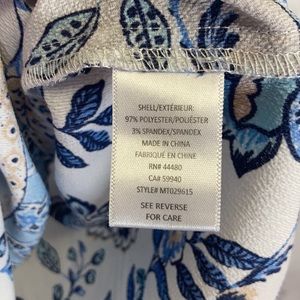 SHELL/EXTÉRIEUR:
97% POLYESTER/POLIÉSTER
3% SPANDEX/SPANDEX
MADE IN CHINA
FABRIQUÉ EN CHINE
RN# 44480
CA# 59940
STYLE# MT029615
SEE REVERSE
FOR CARE